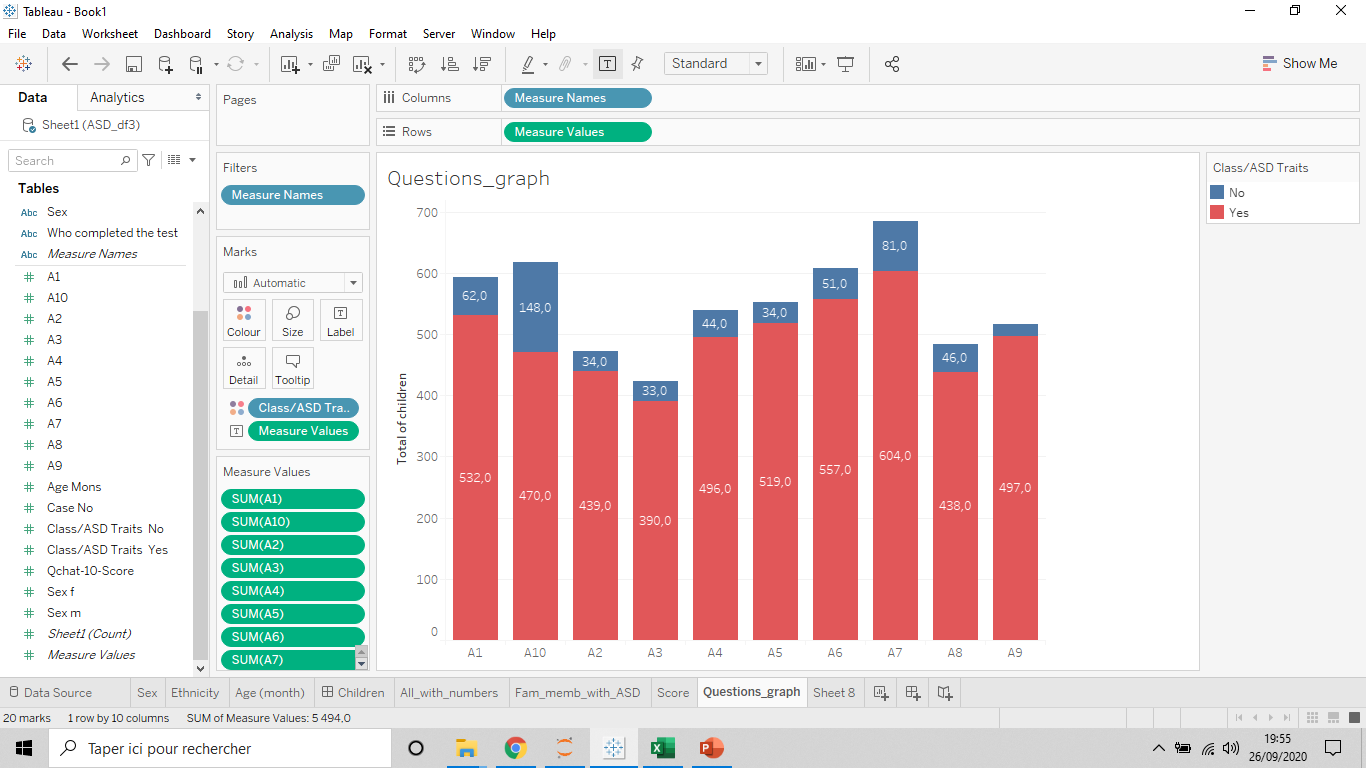 Tableau - Book1
File Data Worksheet Dashboard Story Analysis Map Format Server Window Help
Standard
Show Me
Data Analytics
Sheet1 (ASD_df3)
Search
Tables
Abc Sex
Abc Who completed the test
Abc Measure Names
A1
A10
A2
A3
A4
A5
A6
A7
A8
A9
Age Mons
Case No
Class/ASD Traits No
Class/ASD Traits Yes
Qchat-10-Score
Sex f
Sex m
Sheet1 (Count)
Measure Values
Pages
Filters
Measure Names
Marks
Automatic
Colour Size Label
Detail Tooltip
Class/ASD Tra..
Measure Values
Measure Values
SUM(A1)
SUM(A10)
SUM(A2)
SUM(A3)
SUM(A4)
SUM(A5)
SUM(A6)
SUM(A7)
Columns Measure Names
Rows Measure Values
Questions_graph
Total of children
700
600
500
400
300
200
100
0
62,0 148,0 34,0 33,0 44,0 34,0 51,0 81,0 46,0
532,0 470,0 439,0 390,0 496,0 519,0 557,0 604,0 438,0 497,0
A1 A10 A2 A3 A4 A5 A6 A7 A8 A9
Class/ASD Traits
No
Yes
Data Source Sex Ethnicity Age (month) Children All_with_numbers Fam_memb_with_ASD Score Questions_graph Sheet 8
20 marks 1 row by 10 columns SUM of Measure Values: 5 494.0
Taper ici pour rechercher
19:55
26/09/2020